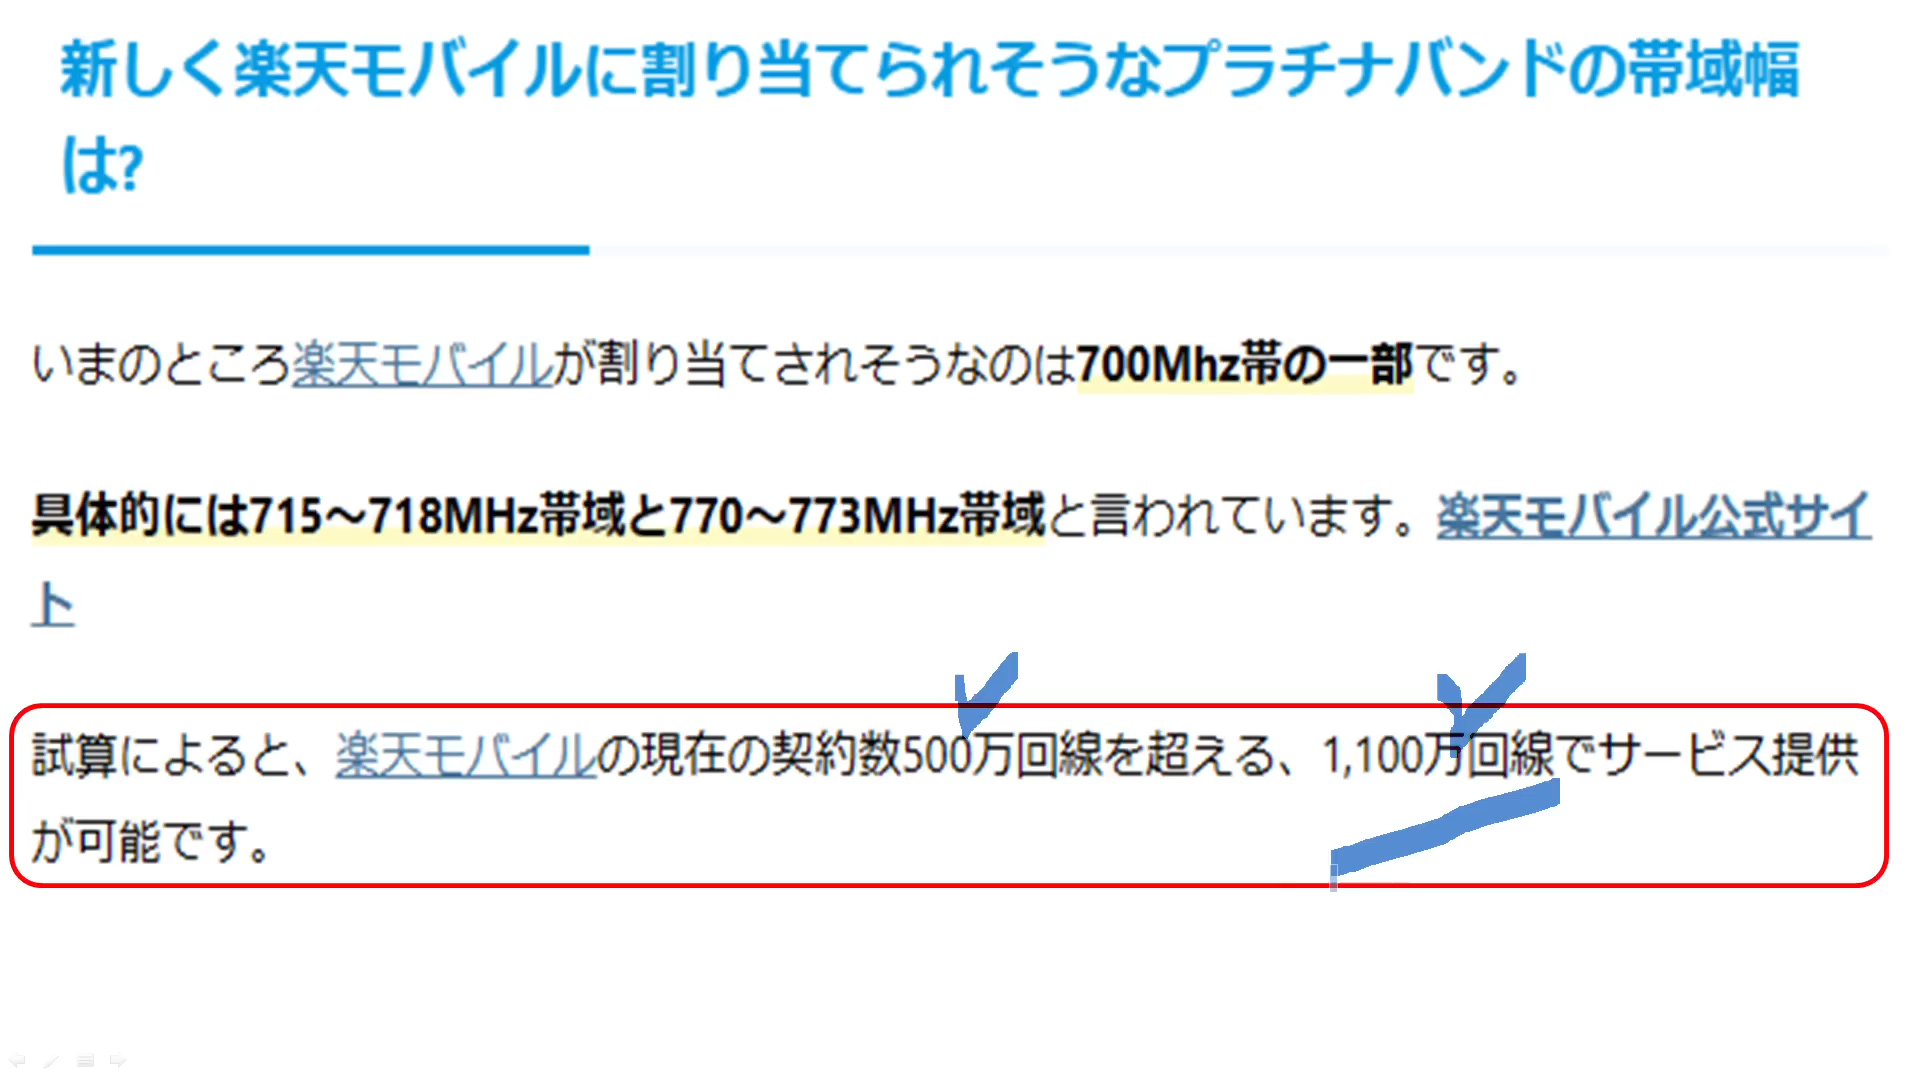 新しく楽天モバイルに割り当てられそうなプラチナバンドの帯域幅
は?
いまのところ楽天モバイルが割り当てされそうなのは700Mhz帯の一部です。
具体的には715～718MHz帯域と770～773MHz帯域と言われています。楽天モバイル公式サイ
ト
試算によると、楽天モバイルの現在の契約数500万回線を超える、1,100万回線でサービス提供
が可能です。